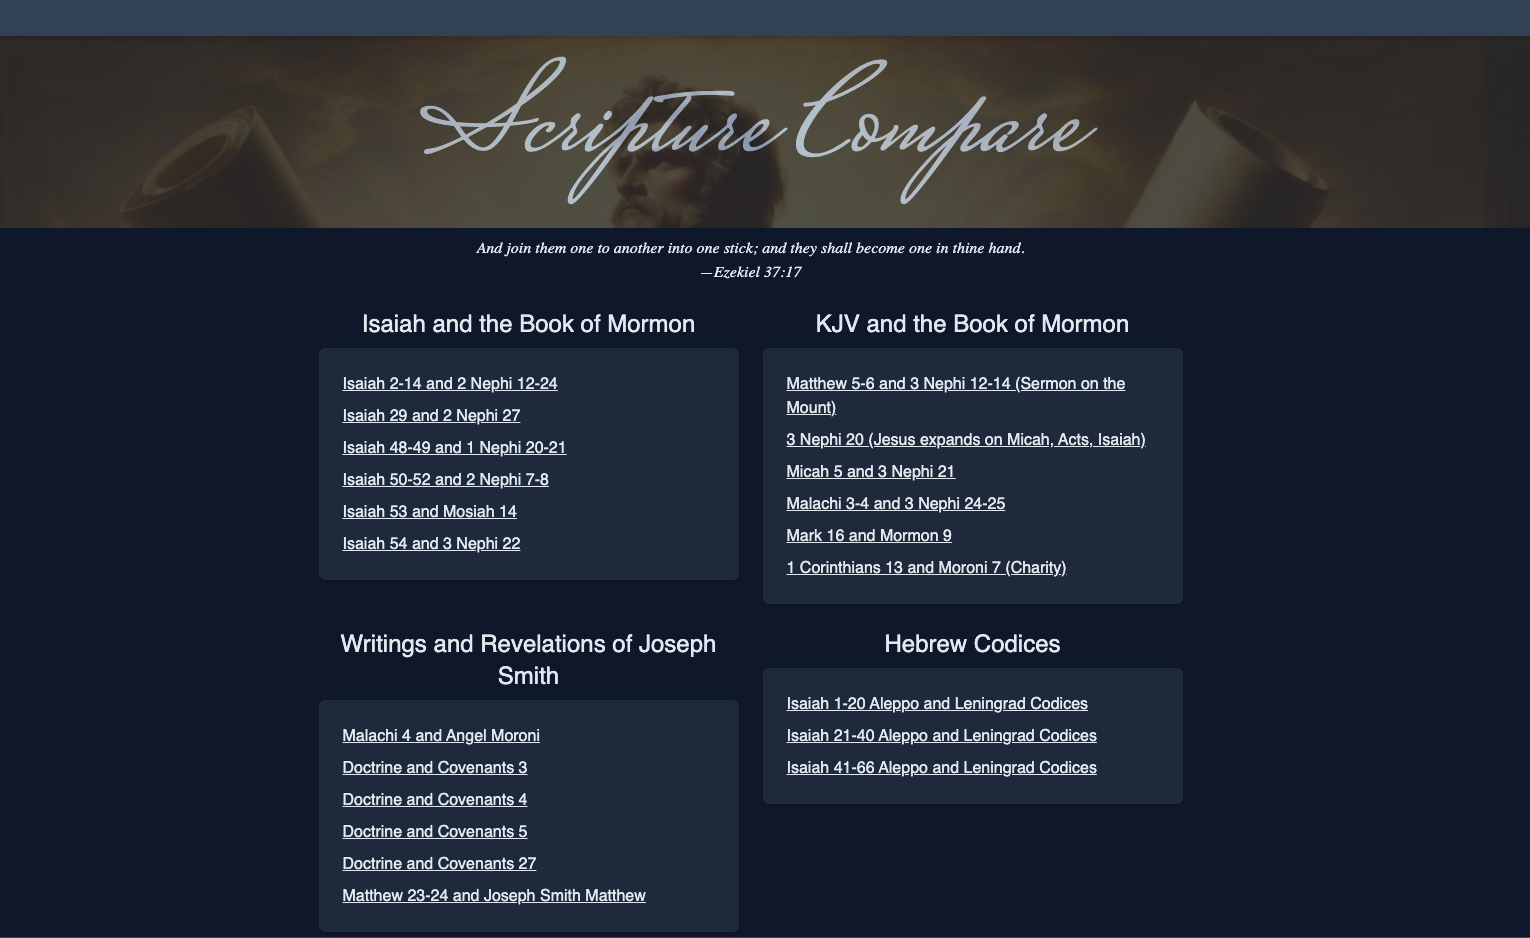 Scripture Compare
And join them one to another into one stick; and they shall become one in thine hand.
—Ezekiel 37:17
Isaiah and the Book of Mormon
Isaiah 2-14 and 2 Nephi 12-24
Isaiah 29 and 2 Nephi 27
Isaiah 48-49 and 1 Nephi 20-21
Isaiah 50-52 and 2 Nephi 7-8
Isaiah 53 and Mosiah 14
Isaiah 54 and 3 Nephi 22
KJV and the Book of Mormon
Matthew 5-6 and 3 Nephi 12-14 (Sermon on the
Mount)
3 Nephi 20 (Jesus expands on Micah, Acts, Isaiah)
Micah 5 and 3 Nephi 21
Malachi 3-4 and 3 Nephi 24-25
Mark 16 and Mormon 9
1 Corinthians 13 and Moroni 7 (Charity)
Writings and Revelations of Joseph
Smith
Malachi 4 and Angel Moroni
Doctrine and Covenants 3
Doctrine and Covenants 4
Doctrine and Covenants 5
Doctrine and Covenants 27
Matthew 23-24 and Joseph Smith Matthew
Hebrew Codices
Isaiah 1-20 Aleppo and Leningrad Codices
Isaiah 21-40 Aleppo and Leningrad Codices
Isaiah 41-66 Aleppo and Leningrad Codices